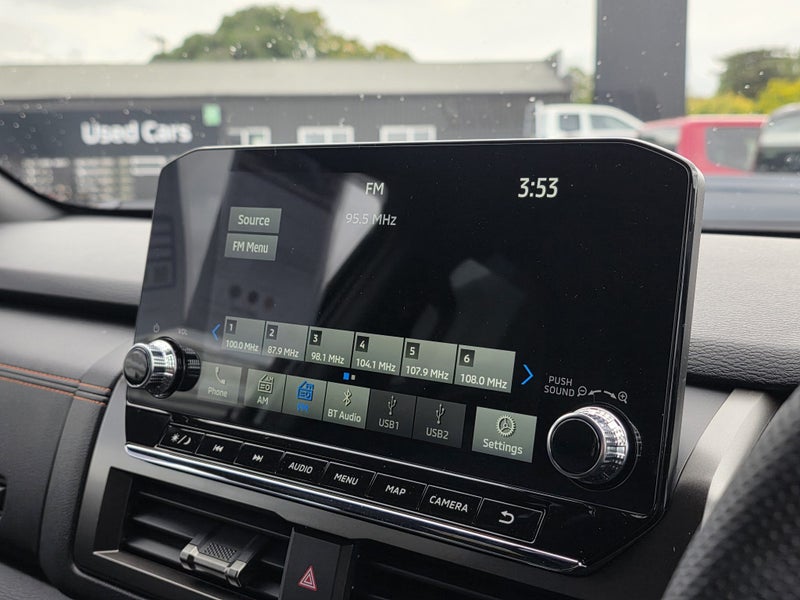 Used Cars
FM
3:53
95.5 MHz
Source
FM Menu
1 2 3 4 5 6
100.0 MHz 87.9 MHz 98.1 MHz 104.1 MHz 107.9 MHz 108.0 MHz
VOL
PUSH
SOUND
Phone AM FM BT Audio USB1 USB2 Settings
AUDIO MENU MAP CAMERA